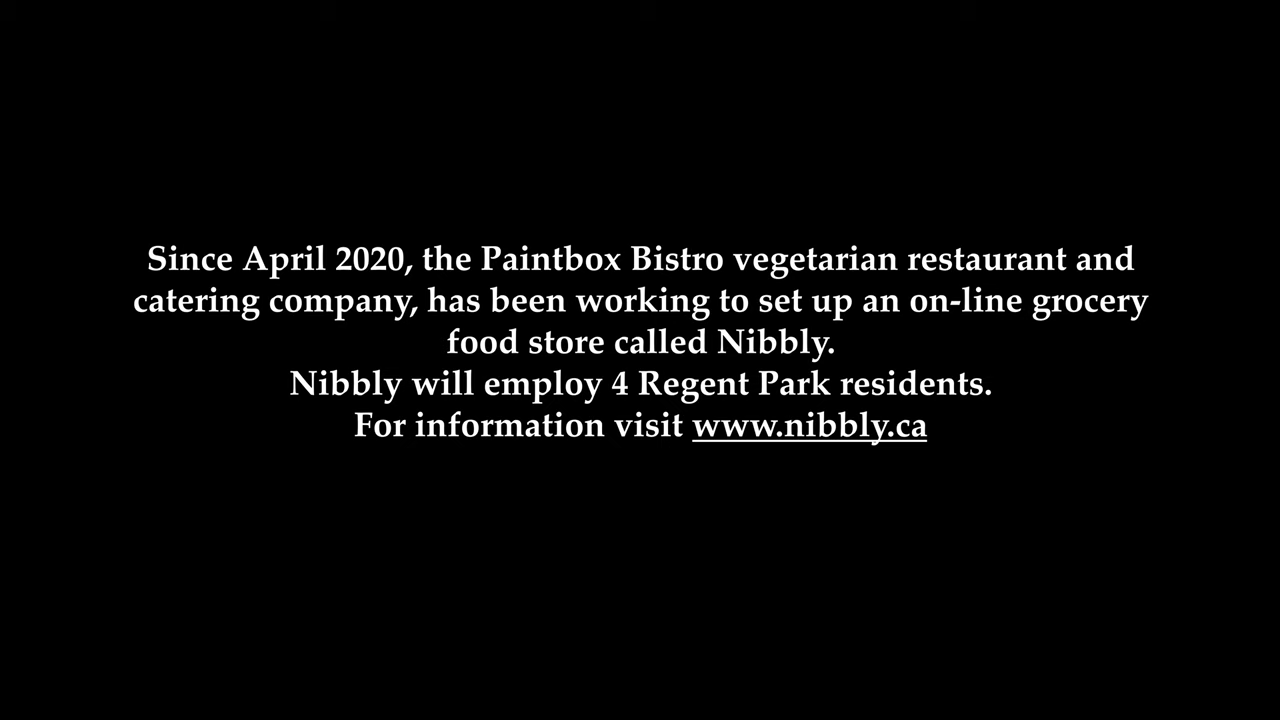 Since April 2020, the Paintbox Bistro vegetarian restaurant and
catering company, has been working to set up an on-line grocery
food store called Nibbly.
Nibbly will employ 4 Regent Park residents.
For information visit www.nibbly.ca